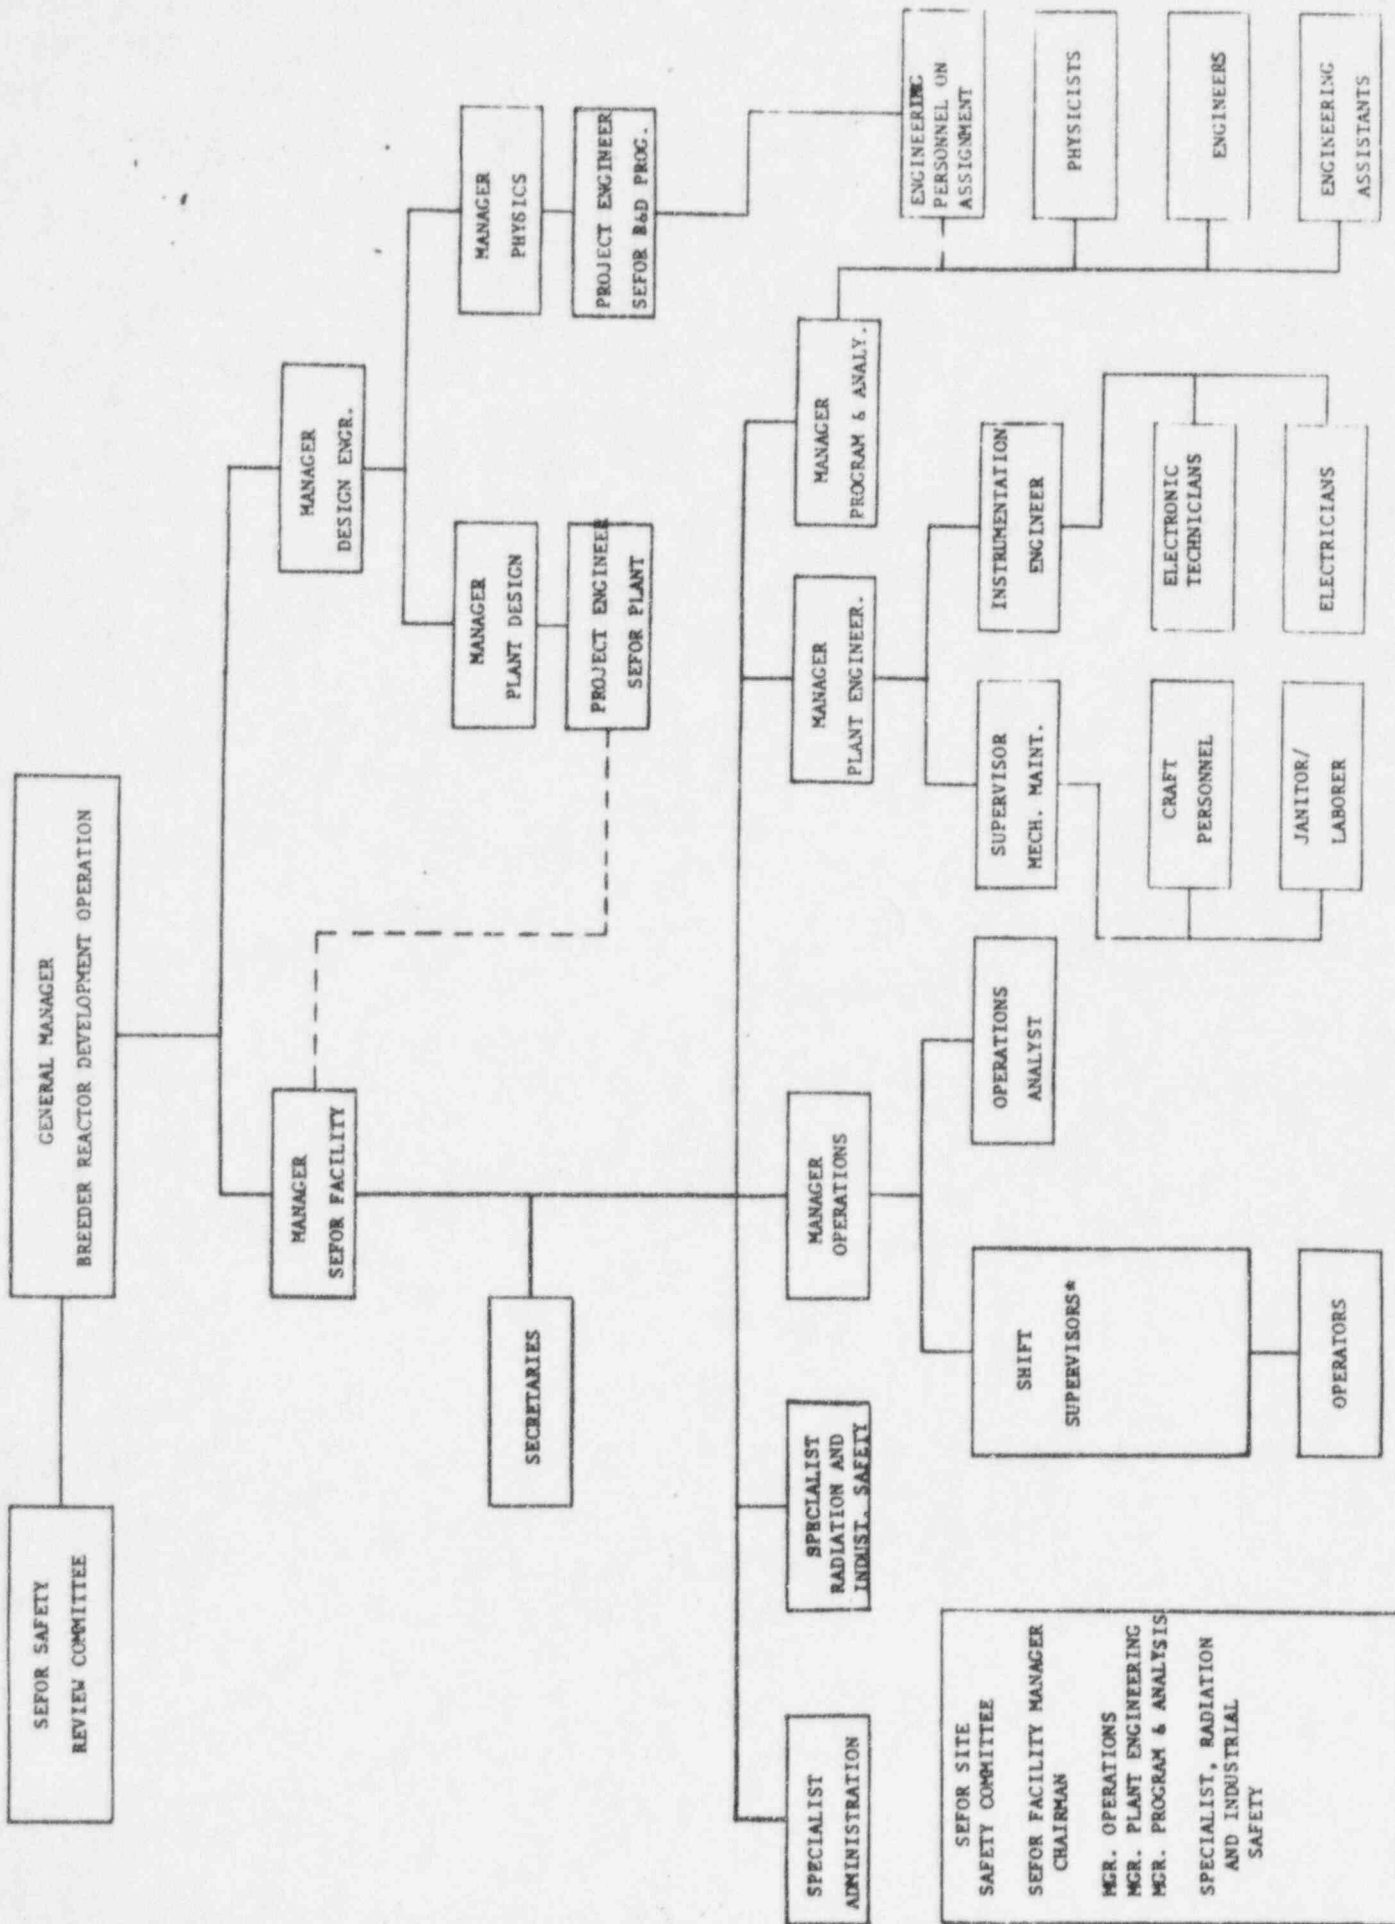 SEFOR SAFETY
REVIEW COMMITTEE
GENERAL MANAGER
BREEDER REACTOR DEVELOPMENT OPERATION
MANAGER
SEFOR FACILITY
MANAGER
DESIGN ENGR.
SECRETARIES
MANAGER
PLANT DESIGN
MANAGER
PHYSICS
PROJECT ENGINEER
SEFOR PLANT
PROJECT ENGINEER
SEFOR R&D PROG.
SPECIALIST
ADMINISTRATION
SPECIALIST
RADIATION AND
INDUST. SAFETY
MANAGER
OPERATIONS
MANAGER
PLANT ENGINEER.
MANAGER
PROGRAM & ANALY.
ENGINEERING
PERSONNEL ON
ASSIGNMENT
SEFOR SITE
SAFETY COMMITTEE
SEFOR FACILITY MANAGER
CHAIRMAN
MGR. OPERATIONS
MGR. PLANT ENGINEERING
MGR. PROGRAM & ANALYSIS
SPECIALIST, RADIATION
AND INDUSTRIAL
SAFETY
SHIFT
SUPERVISORS*
OPERATIONS
ANALYST
SUPERVISOR
MECH. MAINT.
INSTRUMENTATION
ENGINEER
PHYSICISTS
CRAFT
PERSONNEL
ELECTRONIC
TECHNICIANS
ENGINEERS
OPERATORS
JANITOR/
LABORER
ELECTRICIANS
ENGINEERING
ASSISTANTS